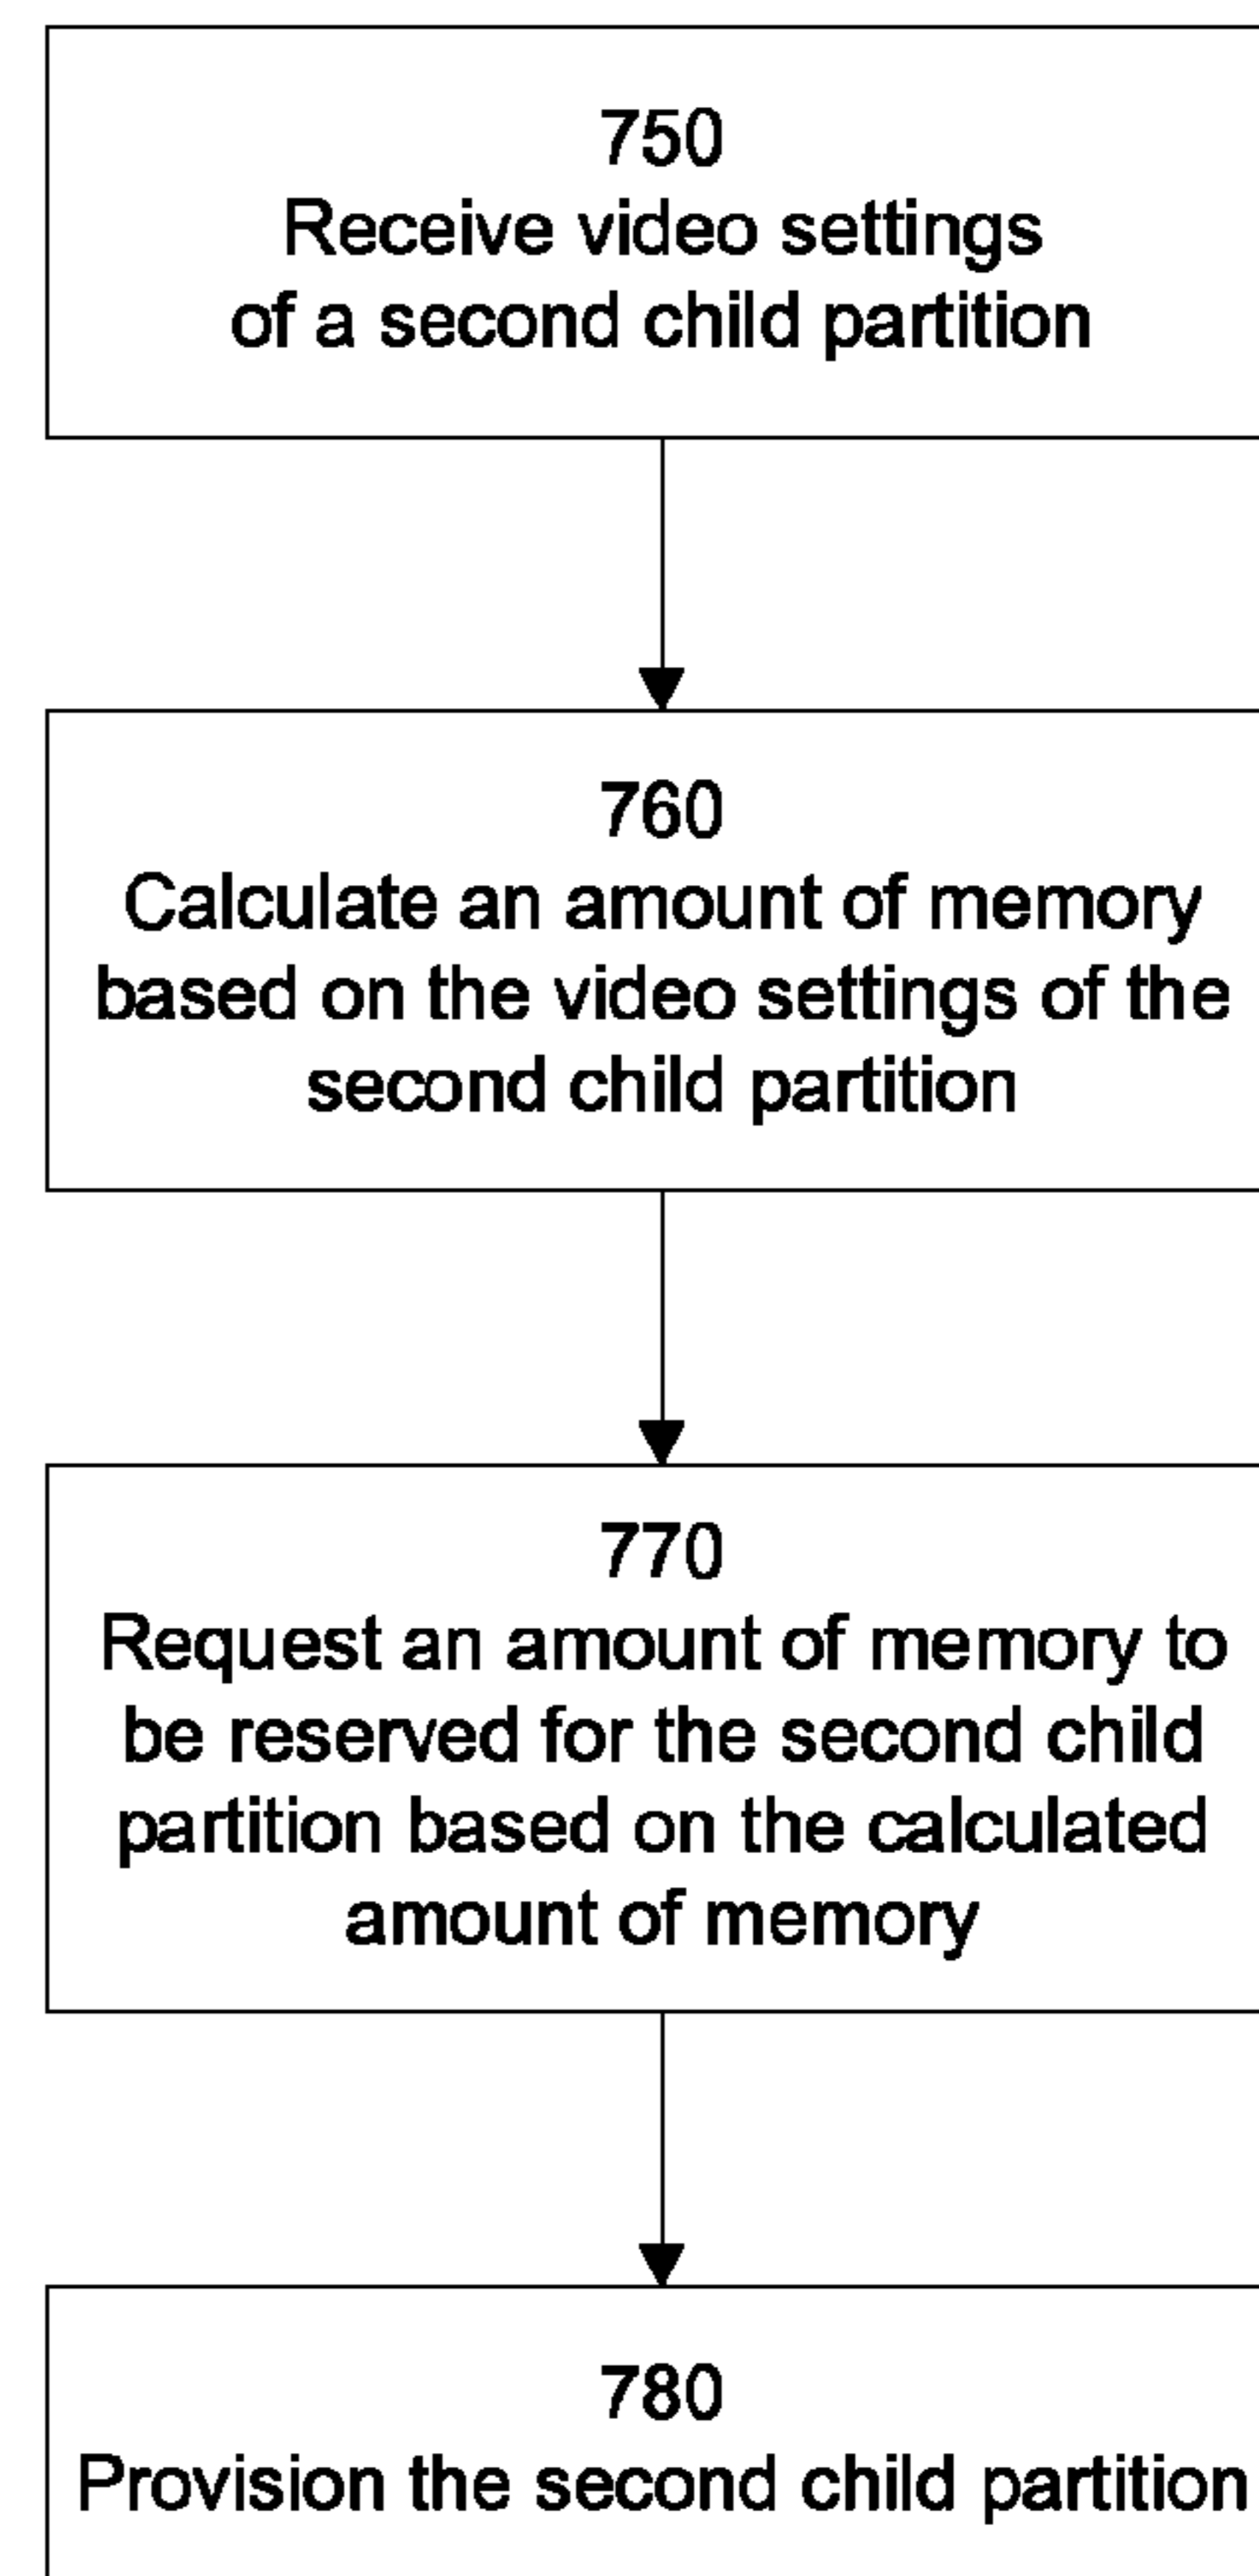 750
Receive video settings
of a second child partition
760
Calculate an amount of memory
based on the video settings of the
second child partition
770
Request an amount of memory to
be reserved for the second child
partition based on the calculated
amount of memory
780
Provision the second child partition